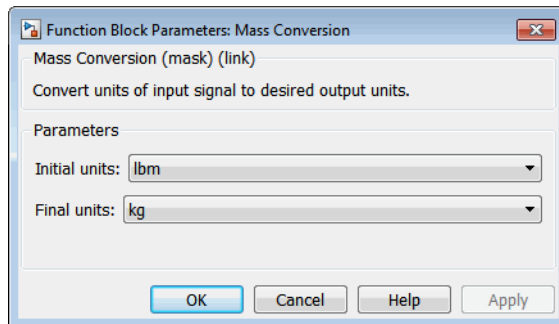 Function Block Parameters: Mass Conversion
Mass Conversion (mask) (link)
Convert units of input signal to desired output units.
Parameters
Initial units: lbm
Final units: kg
OK Cancel Help Apply